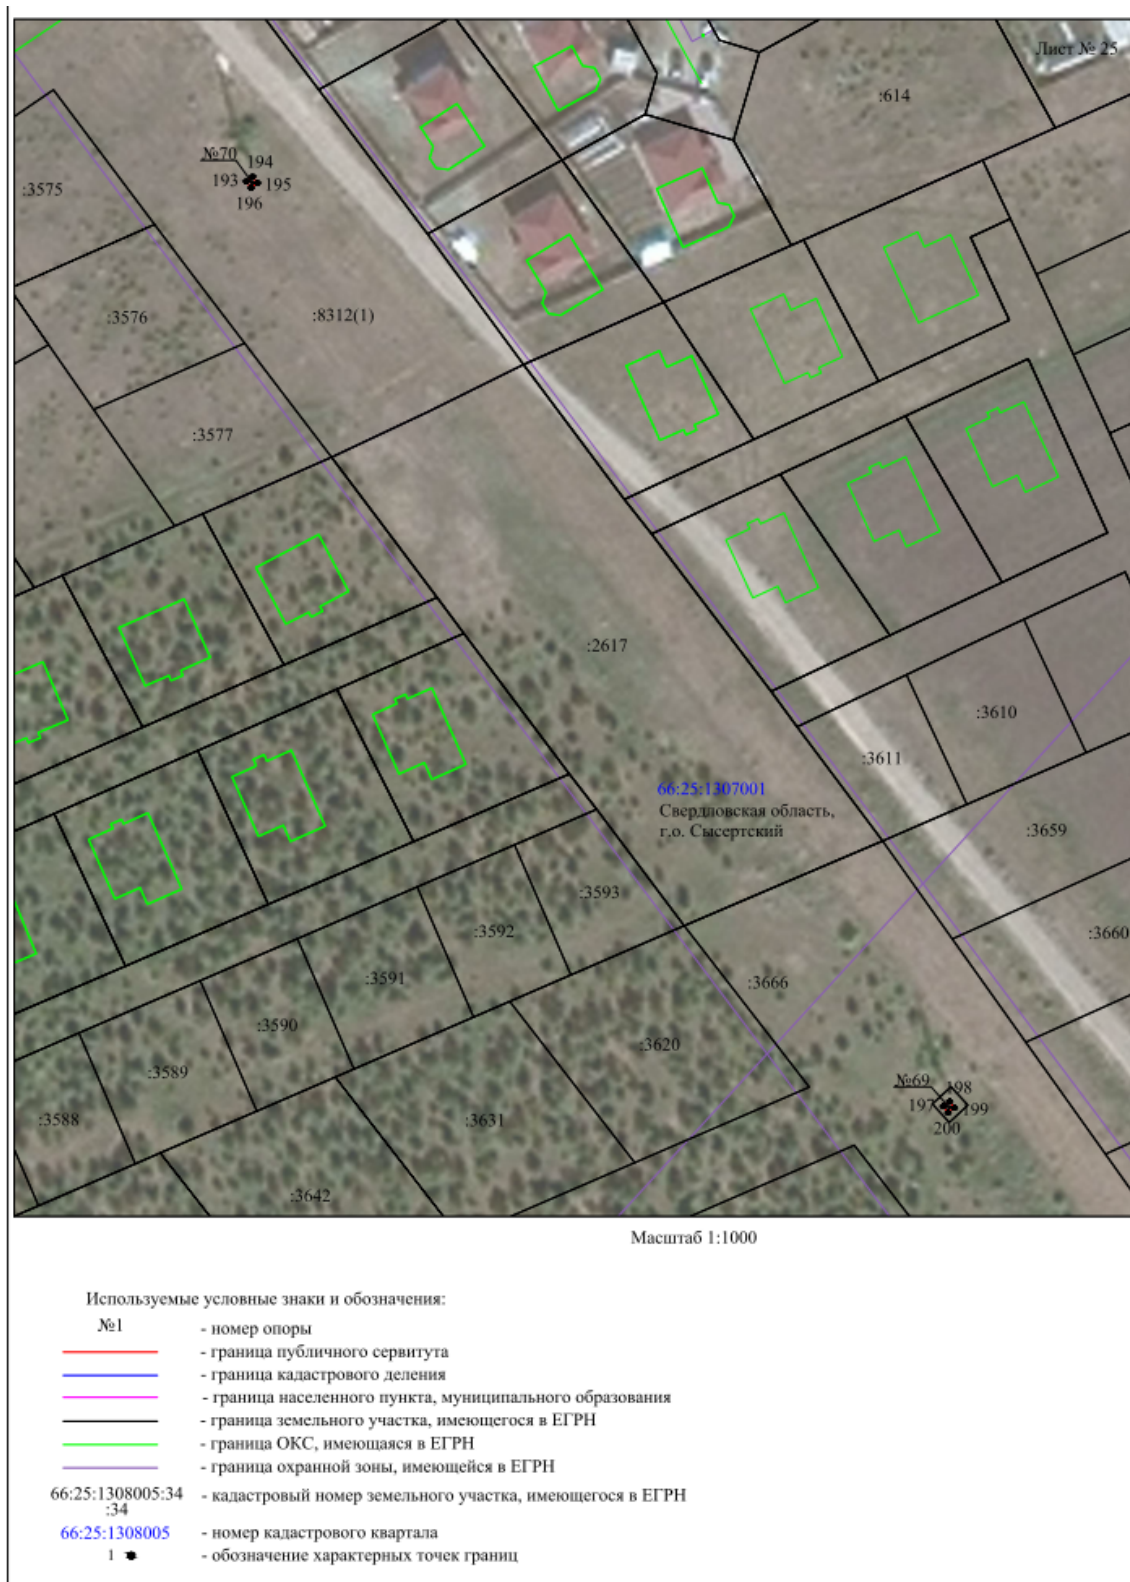 Лист № 25
:614
№70
194
193
195
196
:3575
:3576
:8312(1)
:3577
:2617
:3610
:3611
66:25:1307001
Свердловская область,
г.о. Сысертский
:3659
:3593
:3592
:3660
:3591
:3666
:3590
:3620
:3589
№69
198
197
199
200
:3588
:3631
:3642
Масштаб 1:1000
Используемые условные знаки и обозначения:
№1 - номер опоры
- граница публичного сервитута
- граница кадастрового деления
- граница населенного пункта, муниципального образования
- граница земельного участка, имеющегося в ЕГРН
- граница ОКС, имеющаяся в ЕГРН
- граница охранной зоны, имеющейся в ЕГРН
66:25:1308005:34 - кадастровый номер земельного участка, имеющегося в ЕГРН
:34
66:25:1308005 - номер кадастрового квартала
1 - обозначение характерных точек границ